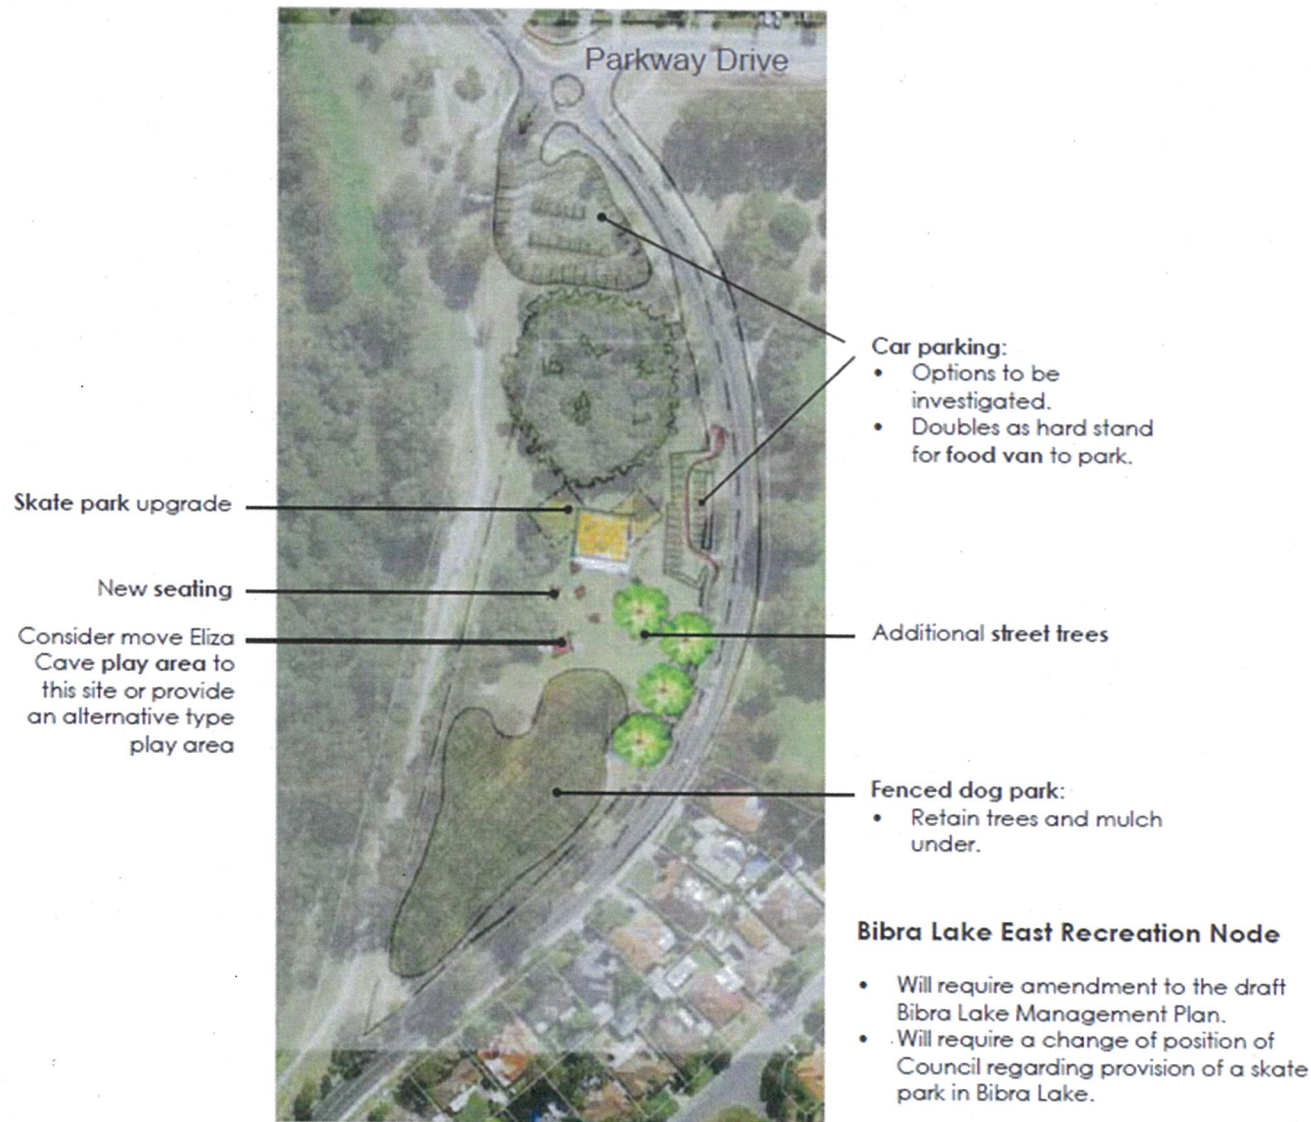 Parkway Drive
Car parking:
• Options to be
investigated.
• Doubles as hard stand
for food van to park.
Skate park upgrade
New seating
Consider move Eliza
Cave play area to
this site or provide
an alternative type
play area
Additional street trees
Fenced dog park:
• Retain trees and mulch
under.
Bibra Lake East Recreation Node
• Will require amendment to the draft
Bibra Lake Management Plan.
• Will require a change of position of
Council regarding provision of a skate
park in Bibra Lake.